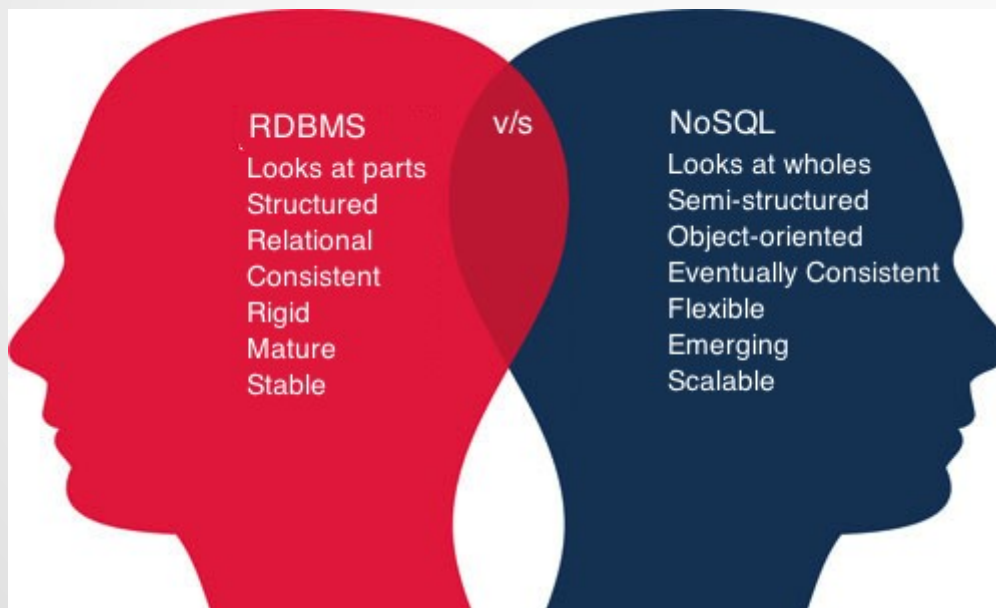 RDBMS
Looks at parts
Structured
Relational
Consistent
Rigid
Mature
Stable
v/s
NoSQL
Looks at wholes
Semi-structured
Object-oriented
Eventually Consistent
Flexible
Emerging
Scalable